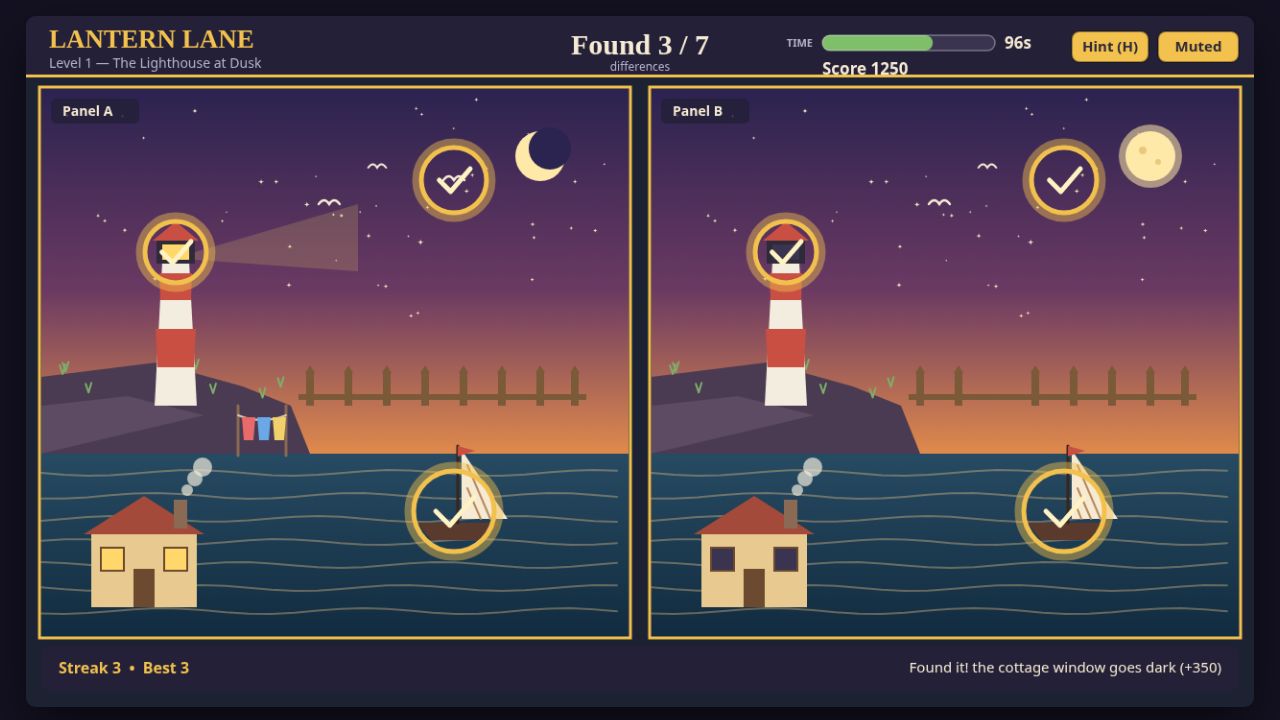 LANTERN LANE
Level 1 — The Lighthouse at Dusk
Found 3 / 7
differences
TIME
96s
Score 1250
Hint (H)
Muted
Panel A
Panel B
Streak 3 • Best 3
Found it! the cottage window goes dark (+350)